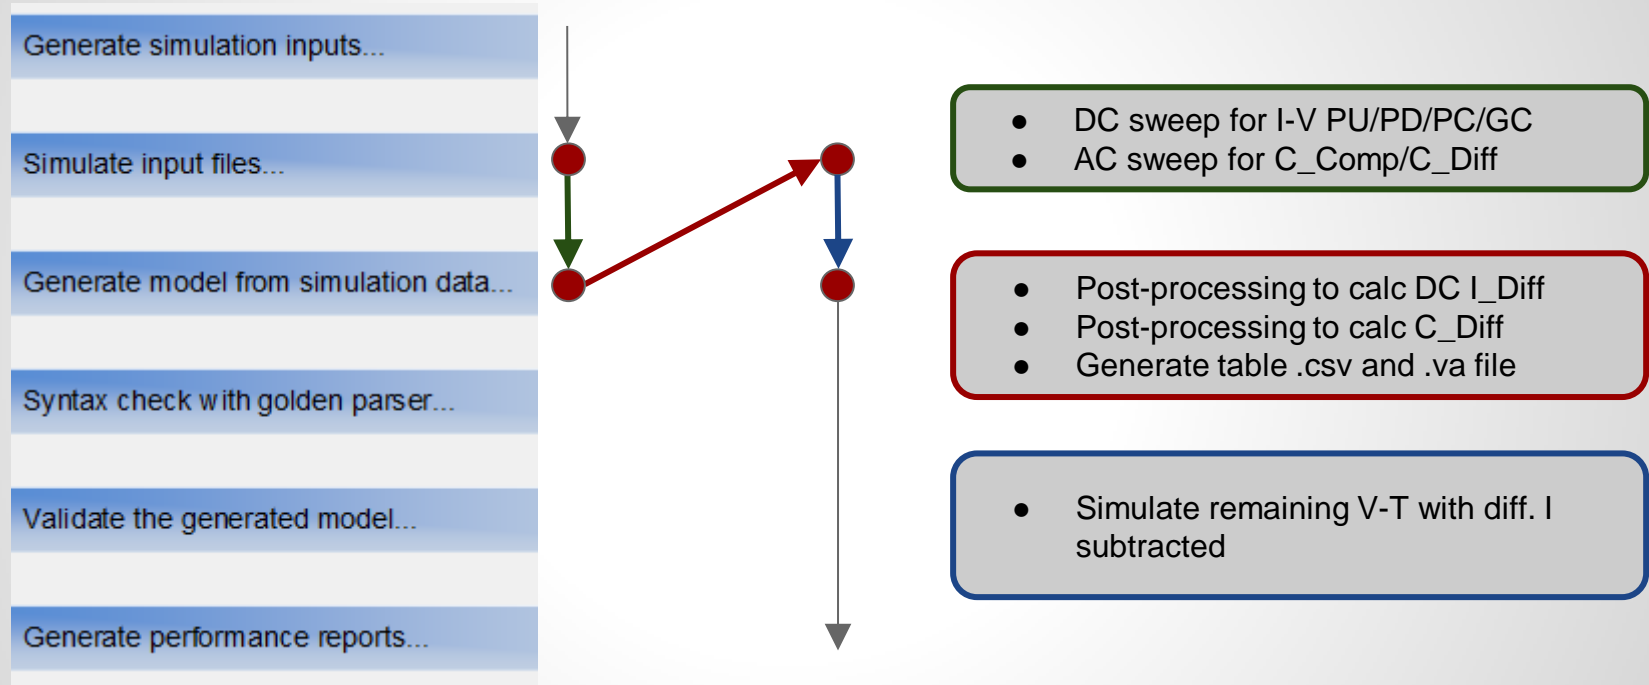 Generate simulation inputs...
Simulate input files...
Generate model from simulation data...
Syntax check with golden parser...
Validate the generated model...
Generate performance reports...
● DC sweep for I-V PU/PD/PC/GC
● AC sweep for C_Comp/C_Diff
● Post-processing to calc DC I_Diff
● Post-processing to calc C_Diff
● Generate table .csv and .va file
● Simulate remaining V-T with diff. I
subtracted